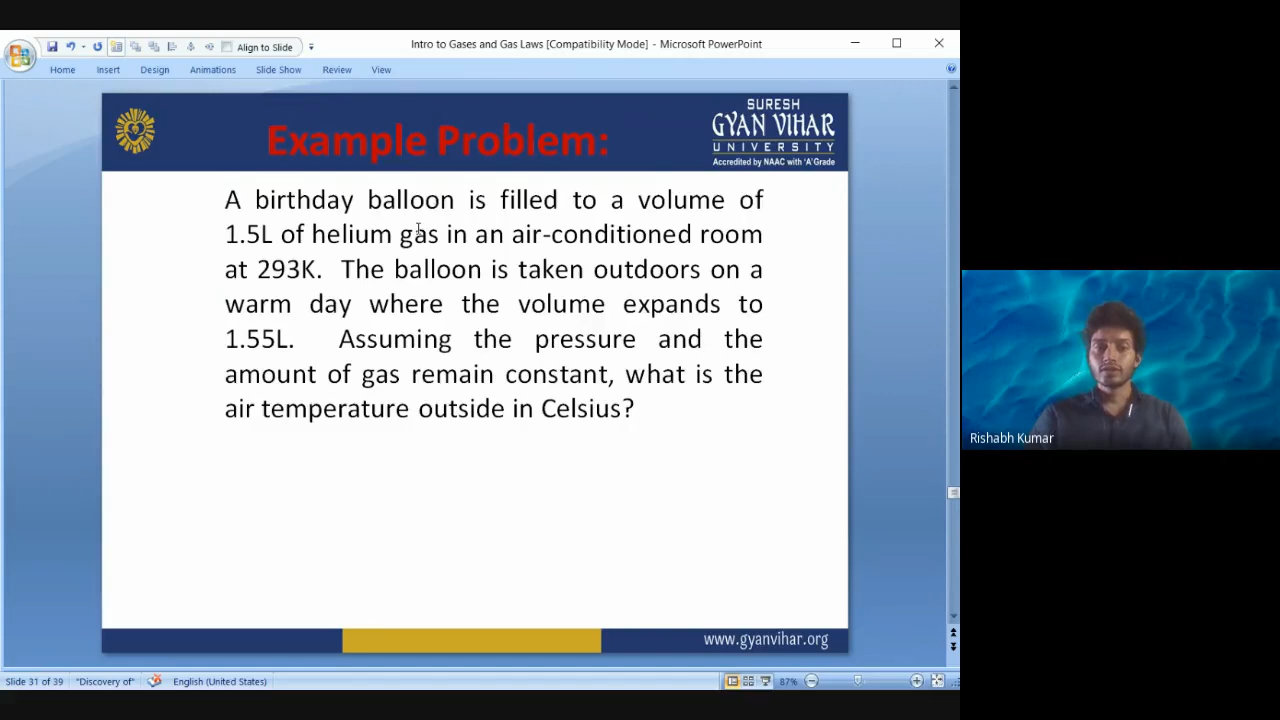 Align to Slide
Intro to Gases and Gas Laws [Compatibility Mode] - Microsoft PowerPoint
Home Insert Design Animations Slide Show Review View
Example Problem:
SURESH
GYAN VIHAR
UNIVERSITY
Accredited by NAAC with 'A' Grade
A birthday balloon is filled to a volume of
1.5L of helium gas in an air-conditioned room
at 293K. The balloon is taken outdoors on a
warm day where the volume expands to
1.55L. Assuming the pressure and the
amount of gas remain constant, what is the
air temperature outside in Celsius?
www.gyanvihar.org
Rishabh Kumar
Slide 31 of 39 "Discovery of" English (United States) 87%